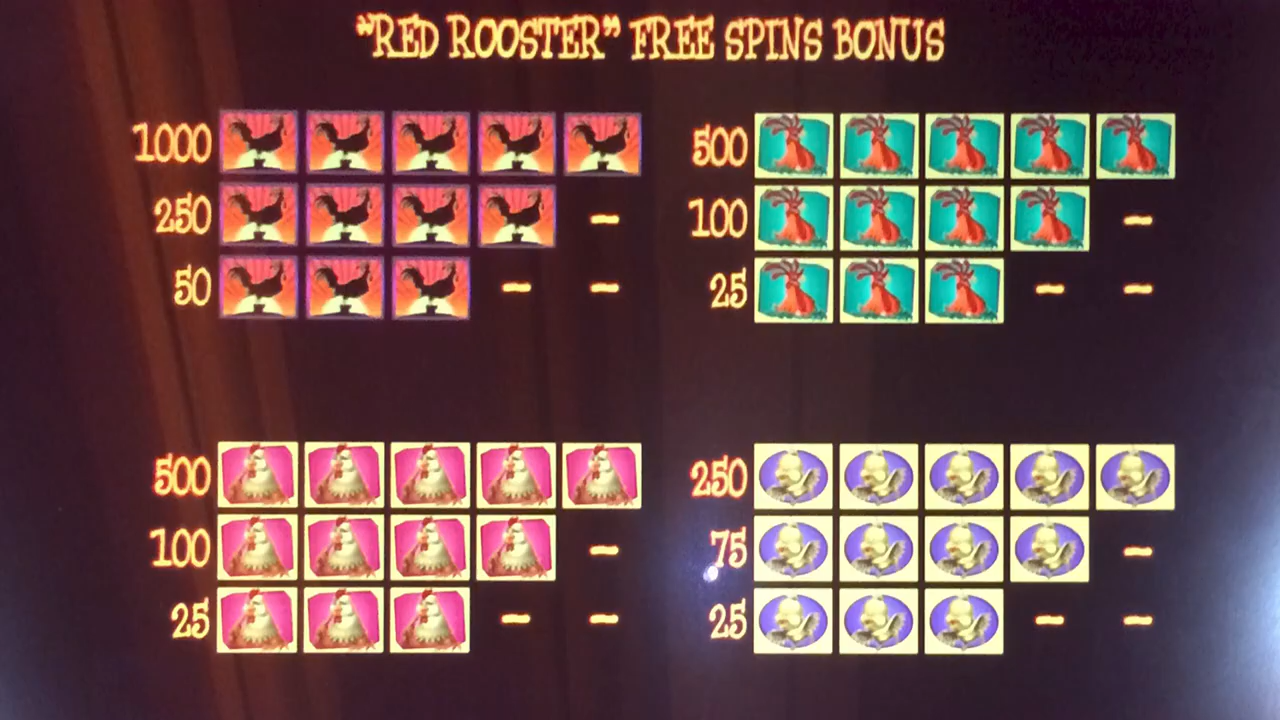 “RED ROOSTER” FREE SPINS BONUS
1000
250 –
50 – –
500
100 –
25 – –
500
100 –
25 – –
250
75 –
25 – –